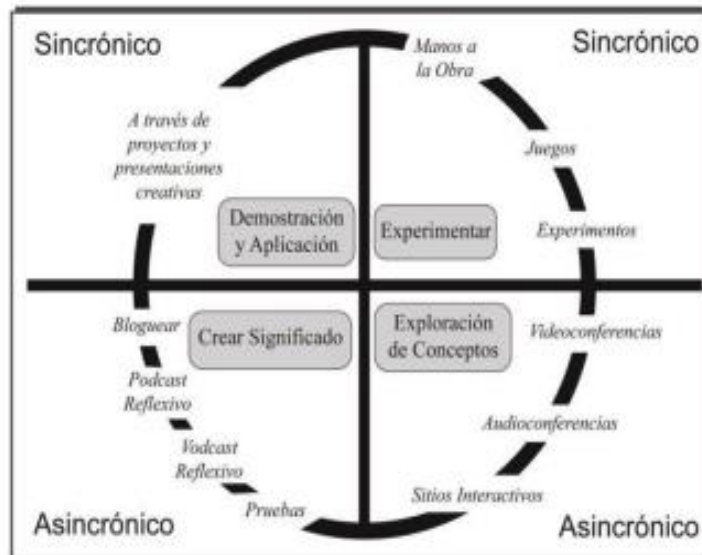 Sincrónico
Sincrónico
Manos a
la Obra
A través de
proyectos y
presentaciones
creativas
Juegos
Demostración
y Aplicación
Experimentar
Experimentos
Bloguear
Crear Significado
Exploración
de Conceptos
Videoconferencias
Podcast
Reflexivo
Audioconferencias
Vodcast
Reflexivo
Pruebas
Sitios Interactivos
Asincrónico
Asincrónico